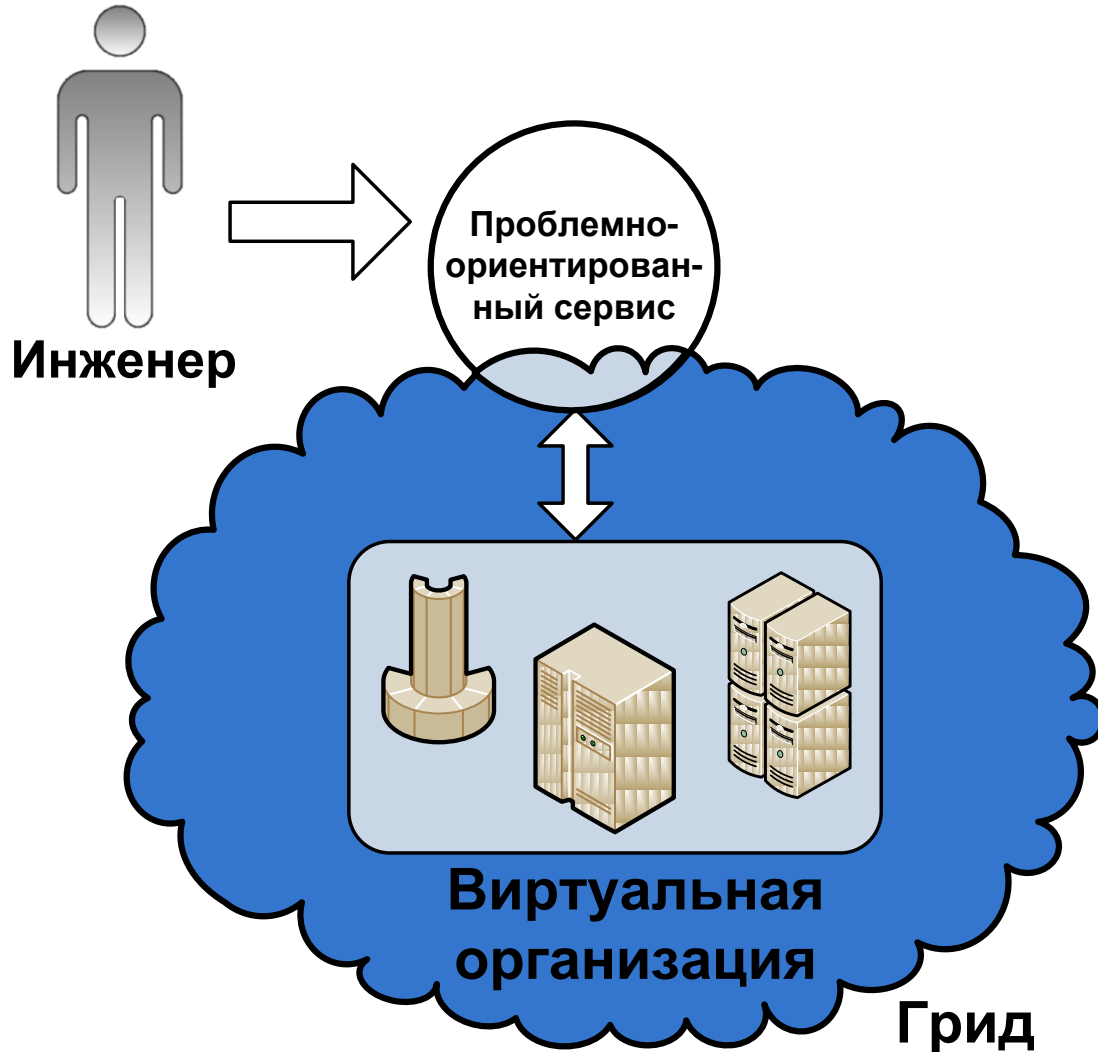 Проблемно-
ориентирован-
ный сервис
Инженер
Виртуальная
организация
Грид